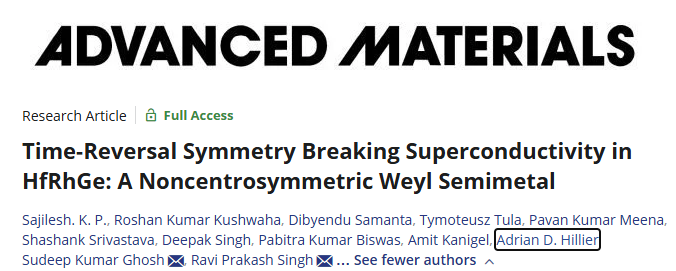 ADVANCED MATERIALS
Research Article Full Access
Time-Reversal Symmetry Breaking Superconductivity in
HfRhGe: A Noncentrosymmetric Weyl Semimetal
Sajilesh. K. P., Roshan Kumar Kushwaha, Dibyendu Samanta, Tymoteusz Tula, Pavan Kumar Meena,
Shashank Srivastava, Deepak Singh, Pabitra Kumar Biswas, Amit Kanigel, Adrian D. Hillier
Sudeep Kumar Ghosh, Ravi Prakash Singh ... See fewer authors